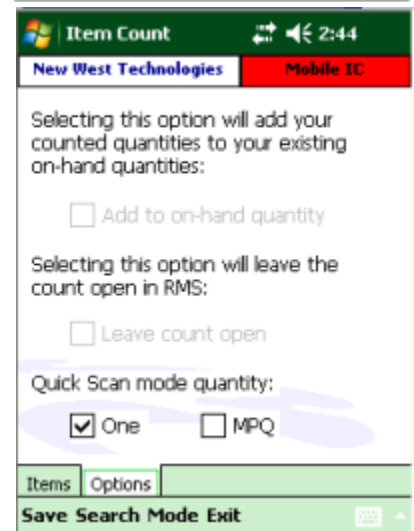 Item Count 2:44
New West Technologies Mobile IC
Selecting this option will add your
counted quantities to your existing
on-hand quantities:
Add to on-hand quantity
Selecting this option will leave the
count open in RMS:
Leave count open
Quick Scan mode quantity:
One MPQ
Items Options
Save Search Mode Exit